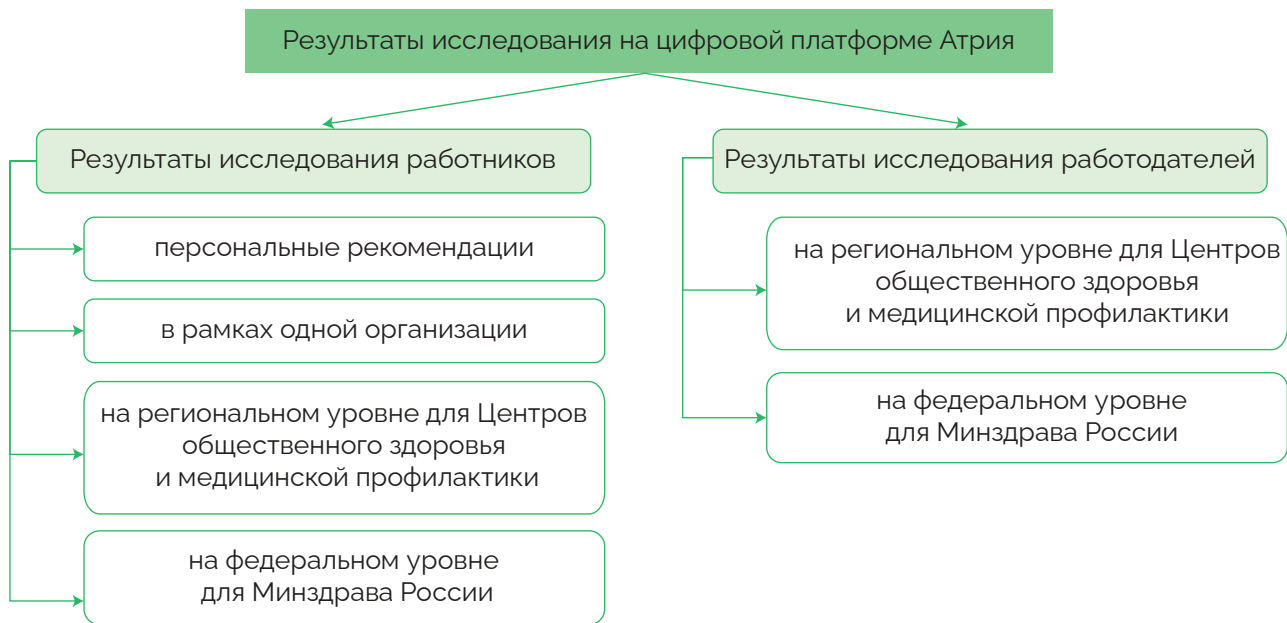 Результаты исследования на цифровой платформе Атрия
Результаты исследования работников
персональные рекомендации
в рамках одной организации
на региональном уровне для Центров
общественного здоровья
и медицинской профилактики
на федеральном уровне
для Минздрава России
Результаты исследования работодателей
на региональном уровне для Центров
общественного здоровья
и медицинской профилактики
на федеральном уровне
для Минздрава России